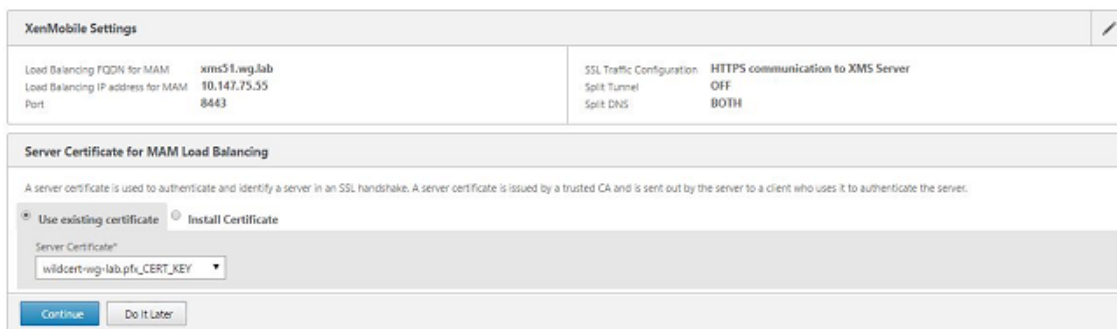 XenMobile Settings
Load Balancing FQDN for MAM xms51.wg.lab
Load Balancing IP address for MAM 10.147.75.55
Port 8443
SSL Traffic Configuration HTTPS communication to XMS Server
Split Tunnel OFF
Split DNS BOTH
Server Certificate for MAM Load Balancing
A server certificate is used to authenticate and identify a server in an SSL handshake. A server certificate is issued by a trusted CA and is sent out by the server to a client who uses it to authenticate the server.
Use existing certificate Install Certificate
Server Certificate*
wildcert-wg-lab.pfx_CERT_KEY
Continue Do It Later